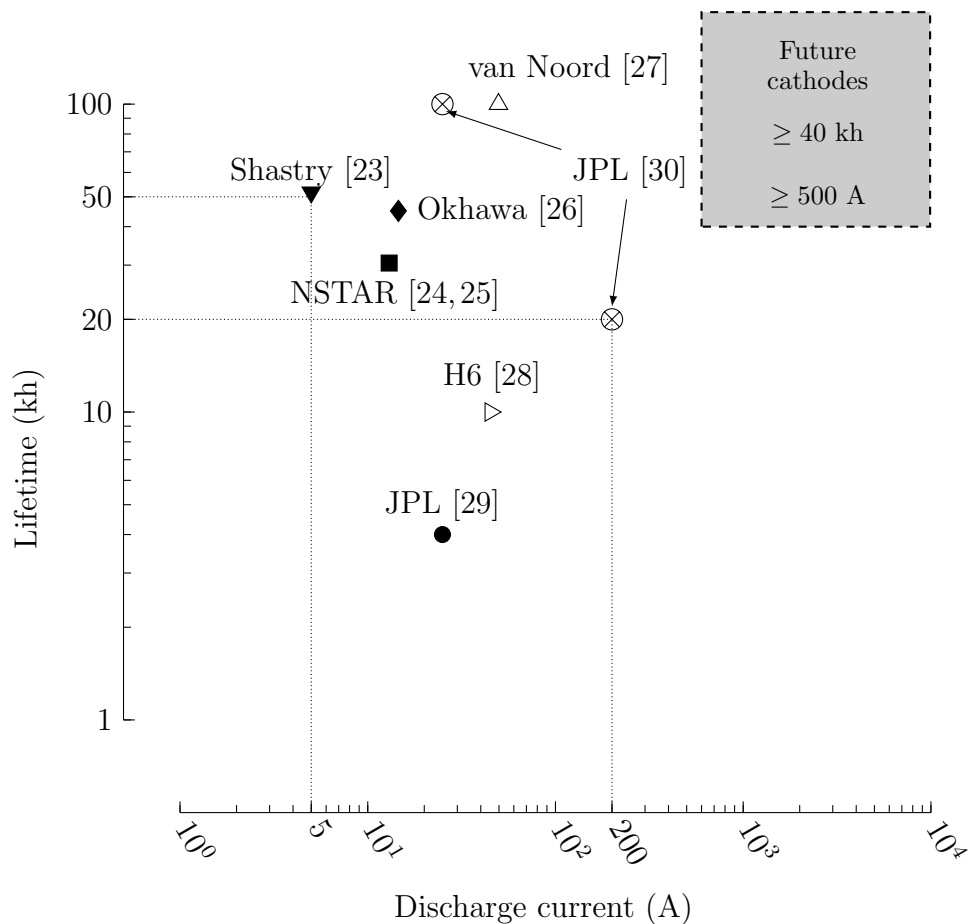 Future
cathodes
≥ 40 kh
≥ 500 A
van Noord [27]
JPL [30]
Shastry [23]
Okhawa [26]
NSTAR [24, 25]
H6 [28]
JPL [29]
Lifetime (kh)
100
50
20
10
1
10⁰
5
10¹
10²
200
10³
10⁴
Discharge current (A)